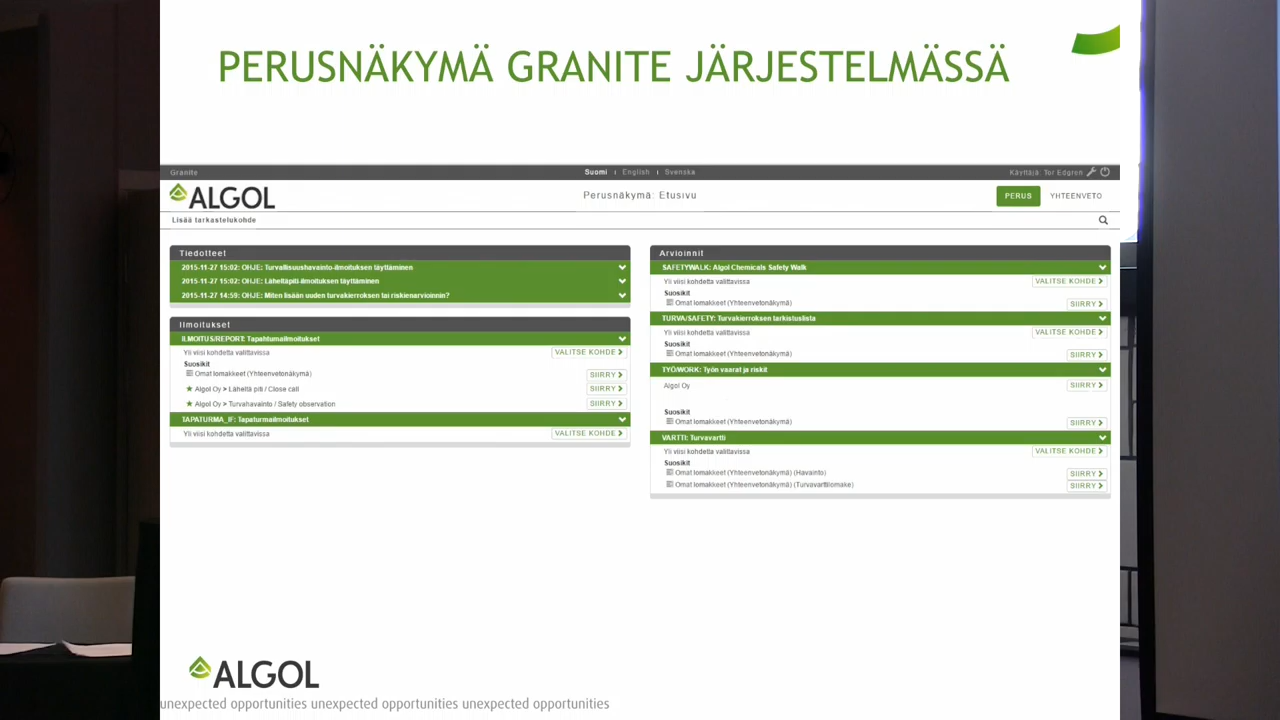 PERUSNÄKYMÄ GRANITE JÄRJESTELMÄSSÄ
Granite
Suomi | English | Svenska
Käyttäjä: Tor Edgren
ALGOL
Perusnäkymä: Etusivu
PERUS
YHTEENVETO
Lisää tarkastelukohde
Tiedotteet
2015-11-27 15:02: OHJE: Turvallisuushavainto-ilmoituksen täyttäminen
2015-11-27 15:02: OHJE: Läheltäpiti-ilmoituksen täyttäminen
2015-11-27 14:59: OHJE: Miten lisään uuden turvakierroksen tai riskienarvioinnin?
Ilmoitukset
ILMOITUS/REPORT: Tapahtumailmoitukset
Yli viisi kohdetta valittavissa
VALITSE KOHDE
Suosikit
Omat lomakkeet (Yhteenvetonäkymä)
SIIRRY
Algol Oy > Läheltä piti / Close call
SIIRRY
Algol Oy > Turvahavainto / Safety observation
SIIRRY
TAPATURMA_IF: Tapaturmailmoitukset
Yli viisi kohdetta valittavissa
VALITSE KOHDE
Arvioinnit
SAFETYWALK: Algol Chemicals Safety Walk
Yli viisi kohdetta valittavissa
VALITSE KOHDE
Suosikit
Omat lomakkeet (Yhteenvetonäkymä)
SIIRRY
TURVA/SAFETY: Turvakierroksen tarkistuslista
Yli viisi kohdetta valittavissa
VALITSE KOHDE
Suosikit
Omat lomakkeet (Yhteenvetonäkymä)
SIIRRY
TYÖ/WORK: Työn vaarat ja riskit
Algol Oy
SIIRRY
Suosikit
Omat lomakkeet (Yhteenvetonäkymä)
SIIRRY
VARTTI: Turvavartti
Yli viisi kohdetta valittavissa
VALITSE KOHDE
Suosikit
Omat lomakkeet (Yhteenvetonäkymä) (Havainto)
SIIRRY
Omat lomakkeet (Yhteenvetonäkymä) (Turvavarttilomake)
SIIRRY
ALGOL
unexpected opportunities unexpected opportunities unexpected opportunities